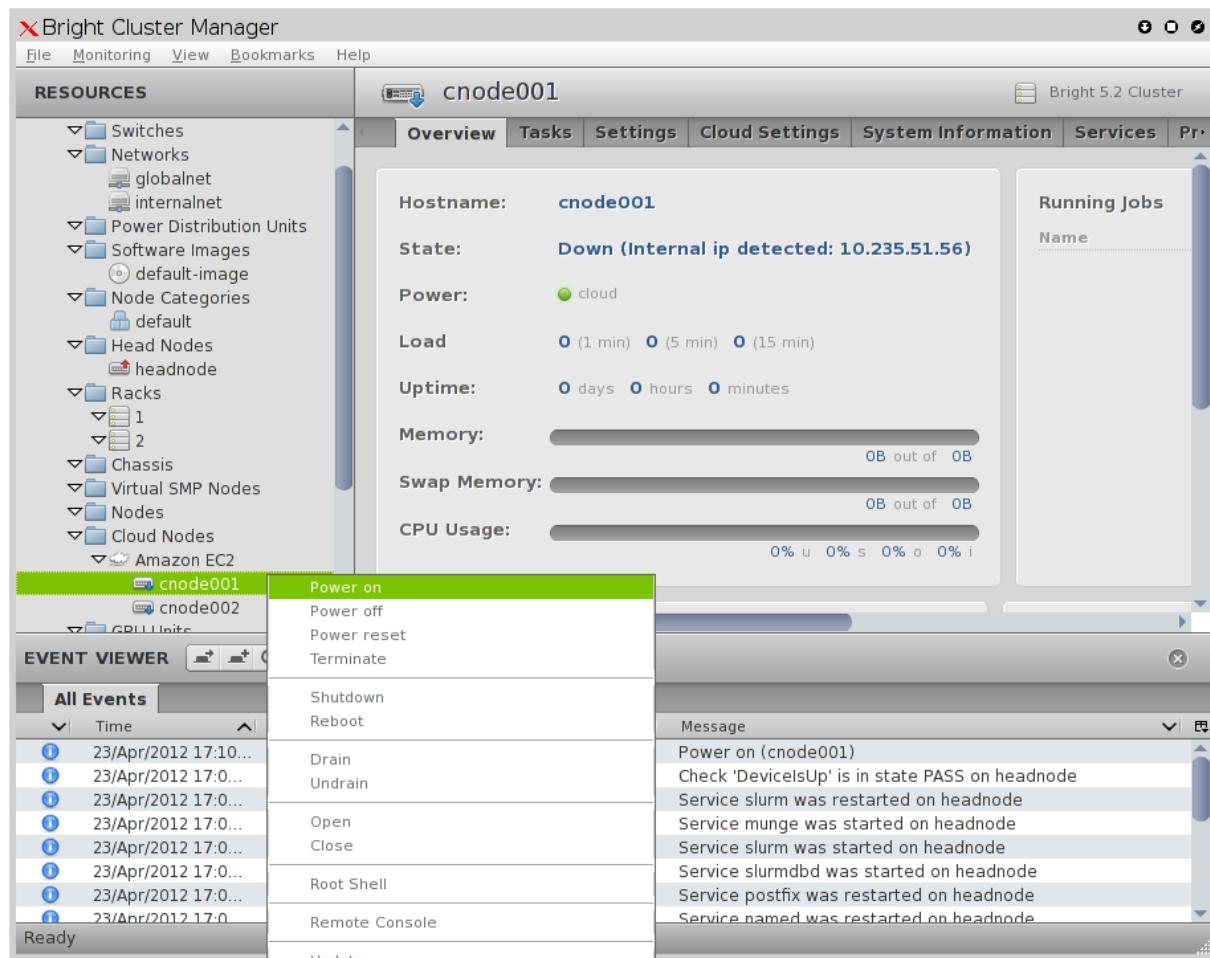 Bright Cluster Manager
File Monitoring View Bookmarks Help
RESOURCES
Switches
Networks
globalnet
internalnet
Power Distribution Units
Software Images
default-image
Node Categories
default
Head Nodes
headnode
Racks
1
2
Chassis
Virtual SMP Nodes
Nodes
Cloud Nodes
Amazon EC2
cnode001
cnode002
GPU Units
cnode001
Bright 5.2 Cluster
Overview Tasks Settings Cloud Settings System Information Services Pr
Hostname: cnode001
State: Down (Internal ip detected: 10.235.51.56)
Power: cloud
Load 0 (1 min) 0 (5 min) 0 (15 min)
Uptime: 0 days 0 hours 0 minutes
Memory:
0B out of 0B
Swap Memory:
0B out of 0B
CPU Usage:
0% u 0% s 0% o 0% i
Running Jobs
Name
Power on
Power off
Power reset
Terminate
Shutdown
Reboot
Drain
Undrain
Open
Close
Root Shell
Remote Console
Update
EVENT VIEWER
All Events
Time Message
23/Apr/2012 17:10... Power on (cnode001)
23/Apr/2012 17:0... Check 'DeviceIsUp' is in state PASS on headnode
23/Apr/2012 17:0... Service slurm was restarted on headnode
23/Apr/2012 17:0... Service munge was started on headnode
23/Apr/2012 17:0... Service slurm was started on headnode
23/Apr/2012 17:0... Service slurmdbd was started on headnode
23/Apr/2012 17:0... Service postfix was restarted on headnode
23/Apr/2012 17:0 Service named was restarted on headnode
Ready